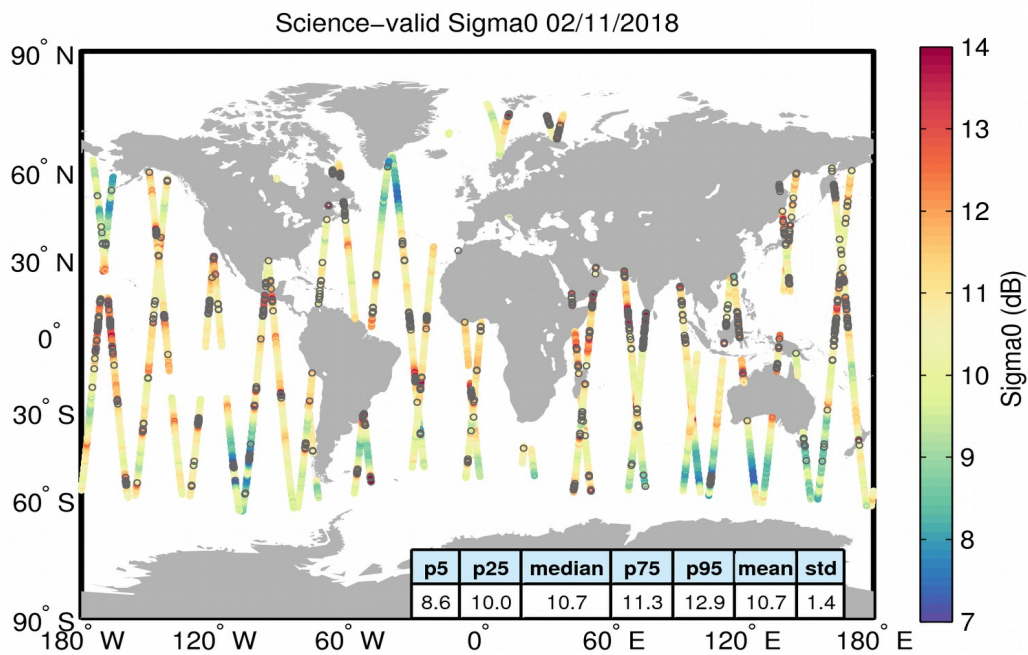 Science−valid Sigma0 02/11/2018
90° N
60° N
30° N
0°
30° S
60° S
90° S
180° W
120° W
60° W
0°
60° E
120° E
180° E
p5 p25 median p75 p95 mean std
8.6 10.0 10.7 11.3 12.9 10.7 1.4
14
13
12
11
10
9
8
7
Sigma0 (dB)